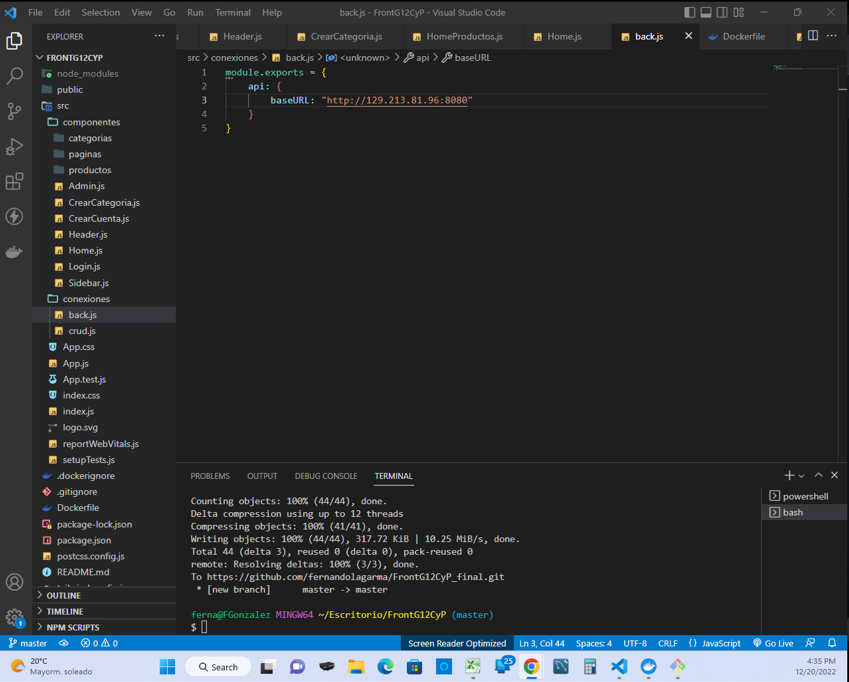 File Edit Selection View Go Run Terminal Help back.js - FrontG12CyP - Visual Studio Code
EXPLORER
Header.js CrearCategoria.js HomeProductos.js Home.js back.js Dockerfile
FRONTG12CYP
src > conexiones > back.js > <unknown> > api > baseURL
node_modules
public
src
componentes
categorias
paginas
productos
Admin.js
CrearCategoria.js
CrearCuenta.js
Header.js
Home.js
Login.js
Sidebar.js
conexiones
back.js
crud.js
App.css
App.js
App.test.js
index.css
index.js
logo.svg
reportWebVitals.js
setupTests.js
.dockerignore
.gitignore
Dockerfile
package-lock.json
package.json
postcss.config.js
README.md
OUTLINE
TIMELINE
NPM SCRIPTS
1 module.exports = {
2 api: {
3 baseURL: "http://129.213.81.96:8080"
4 }
5 }
PROBLEMS OUTPUT DEBUG CONSOLE TERMINAL
powershell
bash
Counting objects: 100% (44/44), done.
Delta compression using up to 12 threads
Compressing objects: 100% (41/41), done.
Writing objects: 100% (44/44), 317.72 KiB | 10.25 MiB/s, done.
Total 44 (delta 3), reused 0 (delta 0), pack-reused 0
remote: Resolving deltas: 100% (3/3), done.
To https://github.com/fernandolagarma/FrontG12CyP_final.git
* [new branch] master -> master
ferna@FGonzalez MINGW64 ~/Escritorio/FrontG12CyP (master)
$
1
master 0 0 Screen Reader Optimized Ln 3, Col 44 Spaces: 4 UTF-8 CRLF {} JavaScript Go Live
20°C
Mayorm. soleado
Search
25
4:35 PM
12/20/2022